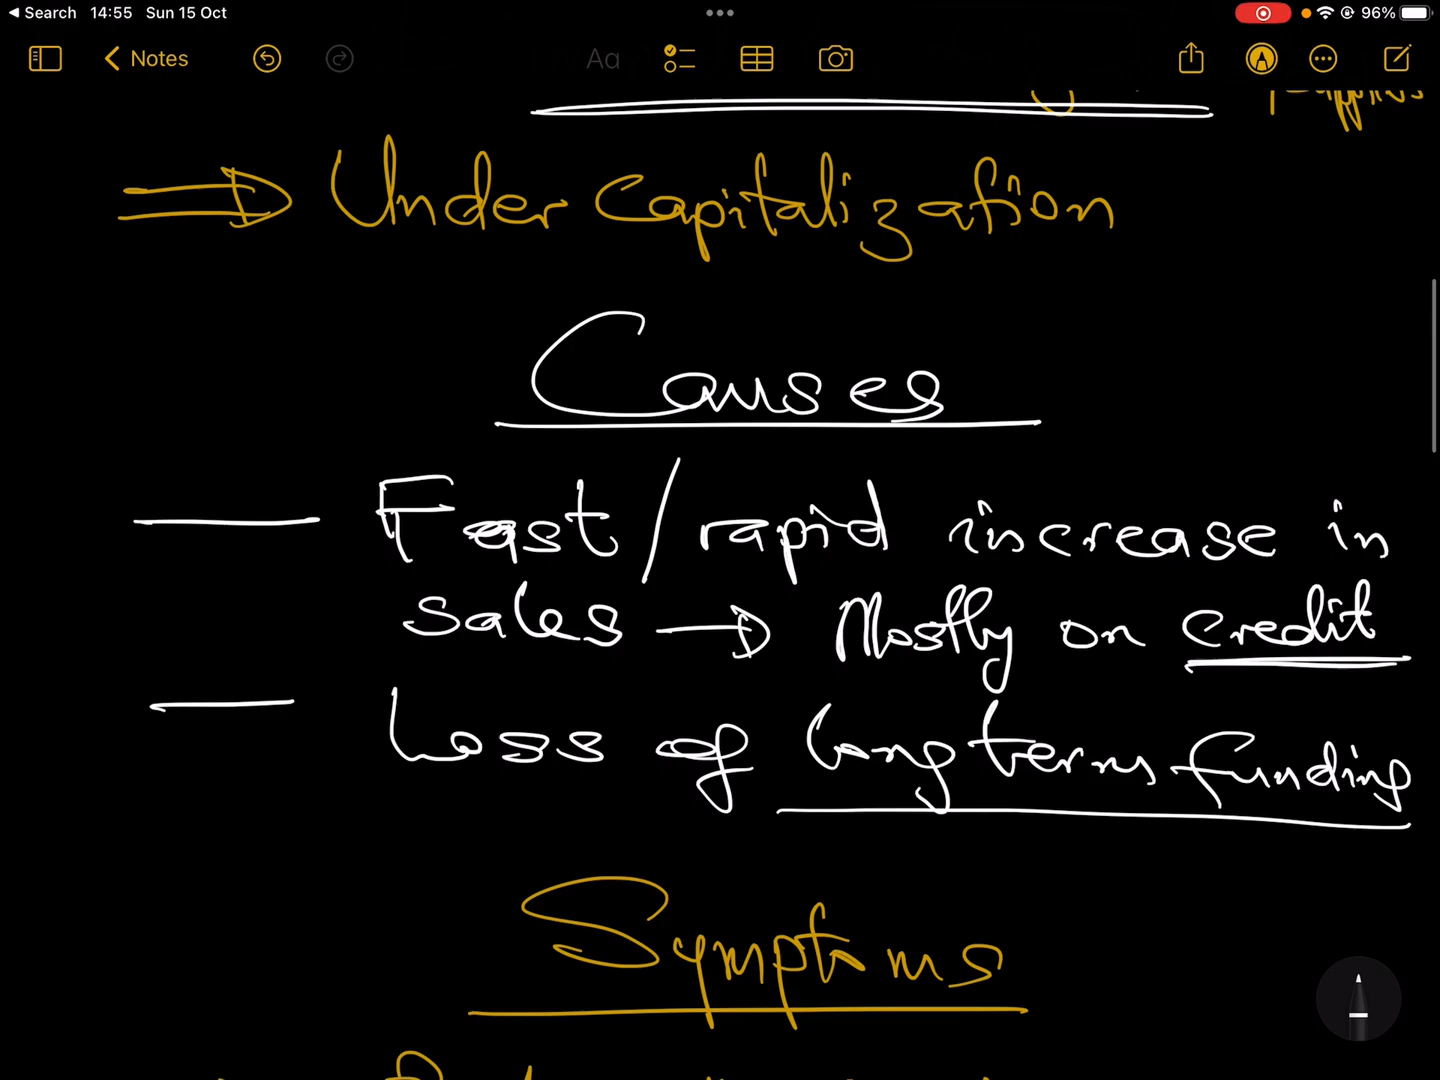 Search 14:55 Sun 15 Oct 96%
Notes Aa
⇒ Under Capitalization
Causes
— Fast/rapid increase in
sales → Mostly on credit
— Loss of long term funding
Symptoms